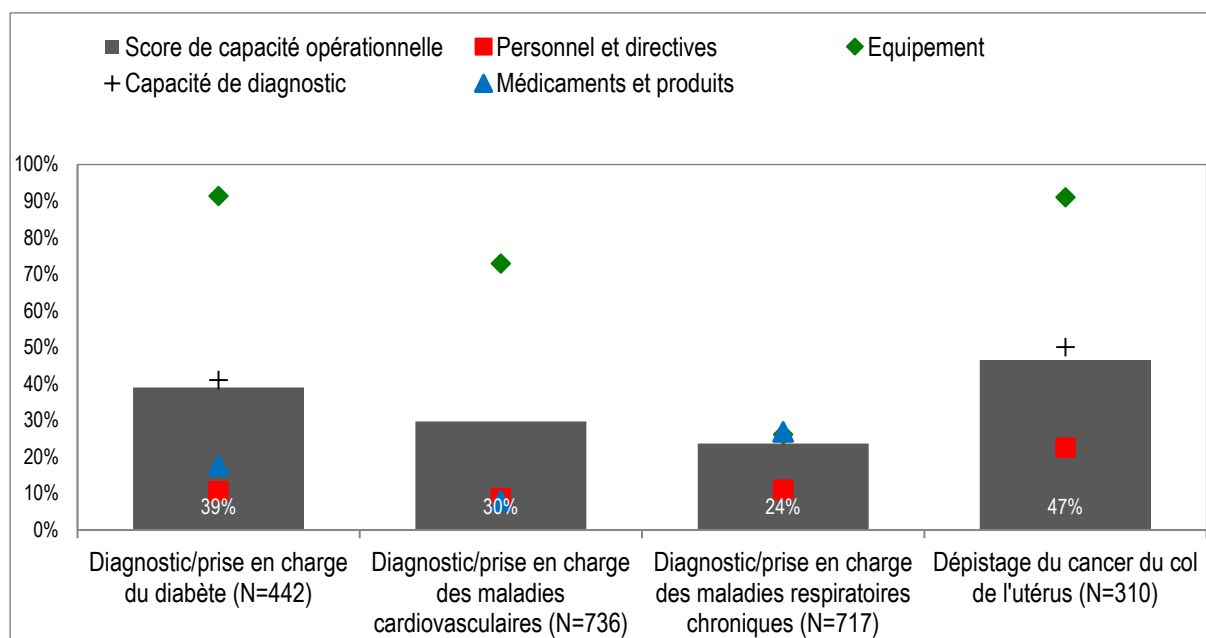 Score de capacité opérationnelle Personnel et directives Equipement
Capacité de diagnostic Médicaments et produits
100%
90%
80%
70%
60%
50%
40%
30%
20%
10%
0%
39% 30% 24% 47%
Diagnostic/prise en charge
du diabète (N=442)
Diagnostic/prise en charge
des maladies
cardiovasculaires (N=736)
Diagnostic/prise en charge
des maladies respiratoires
chroniques (N=717)
Dépistage du cancer du col
de l'utérus (N=310)